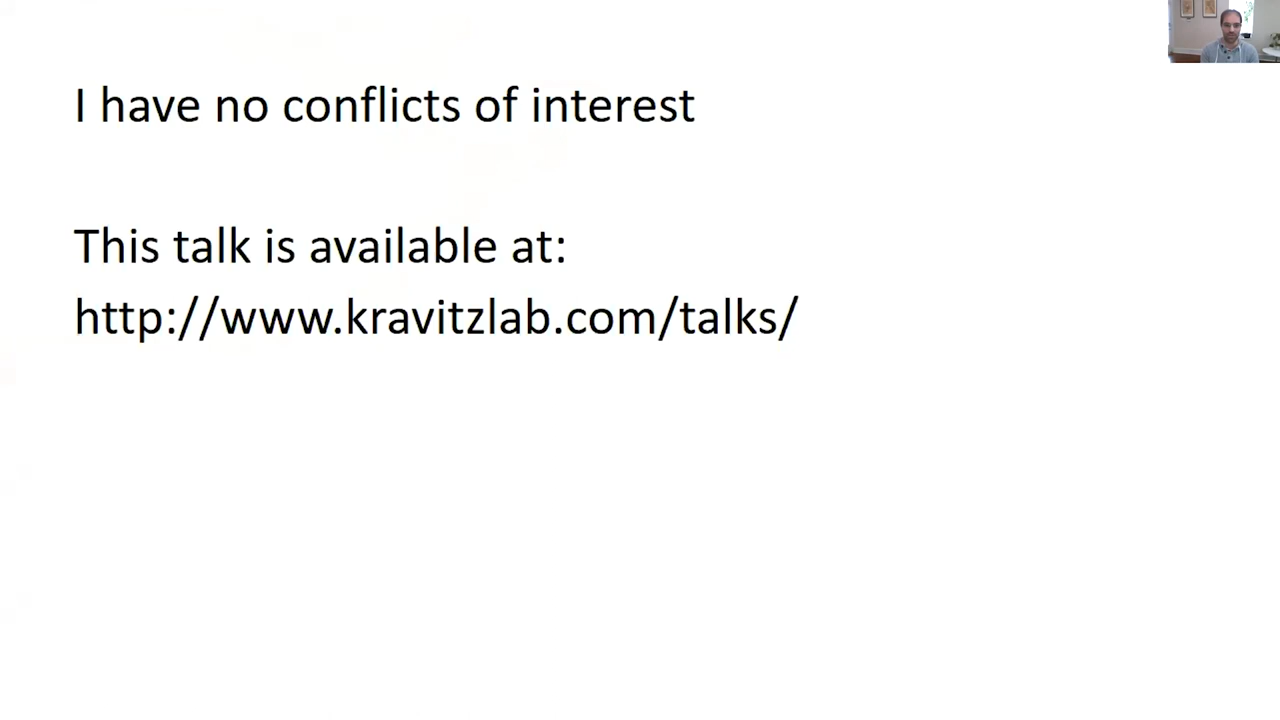 I have no conflicts of interest
This talk is available at:
http://www.kravitzlab.com/talks/